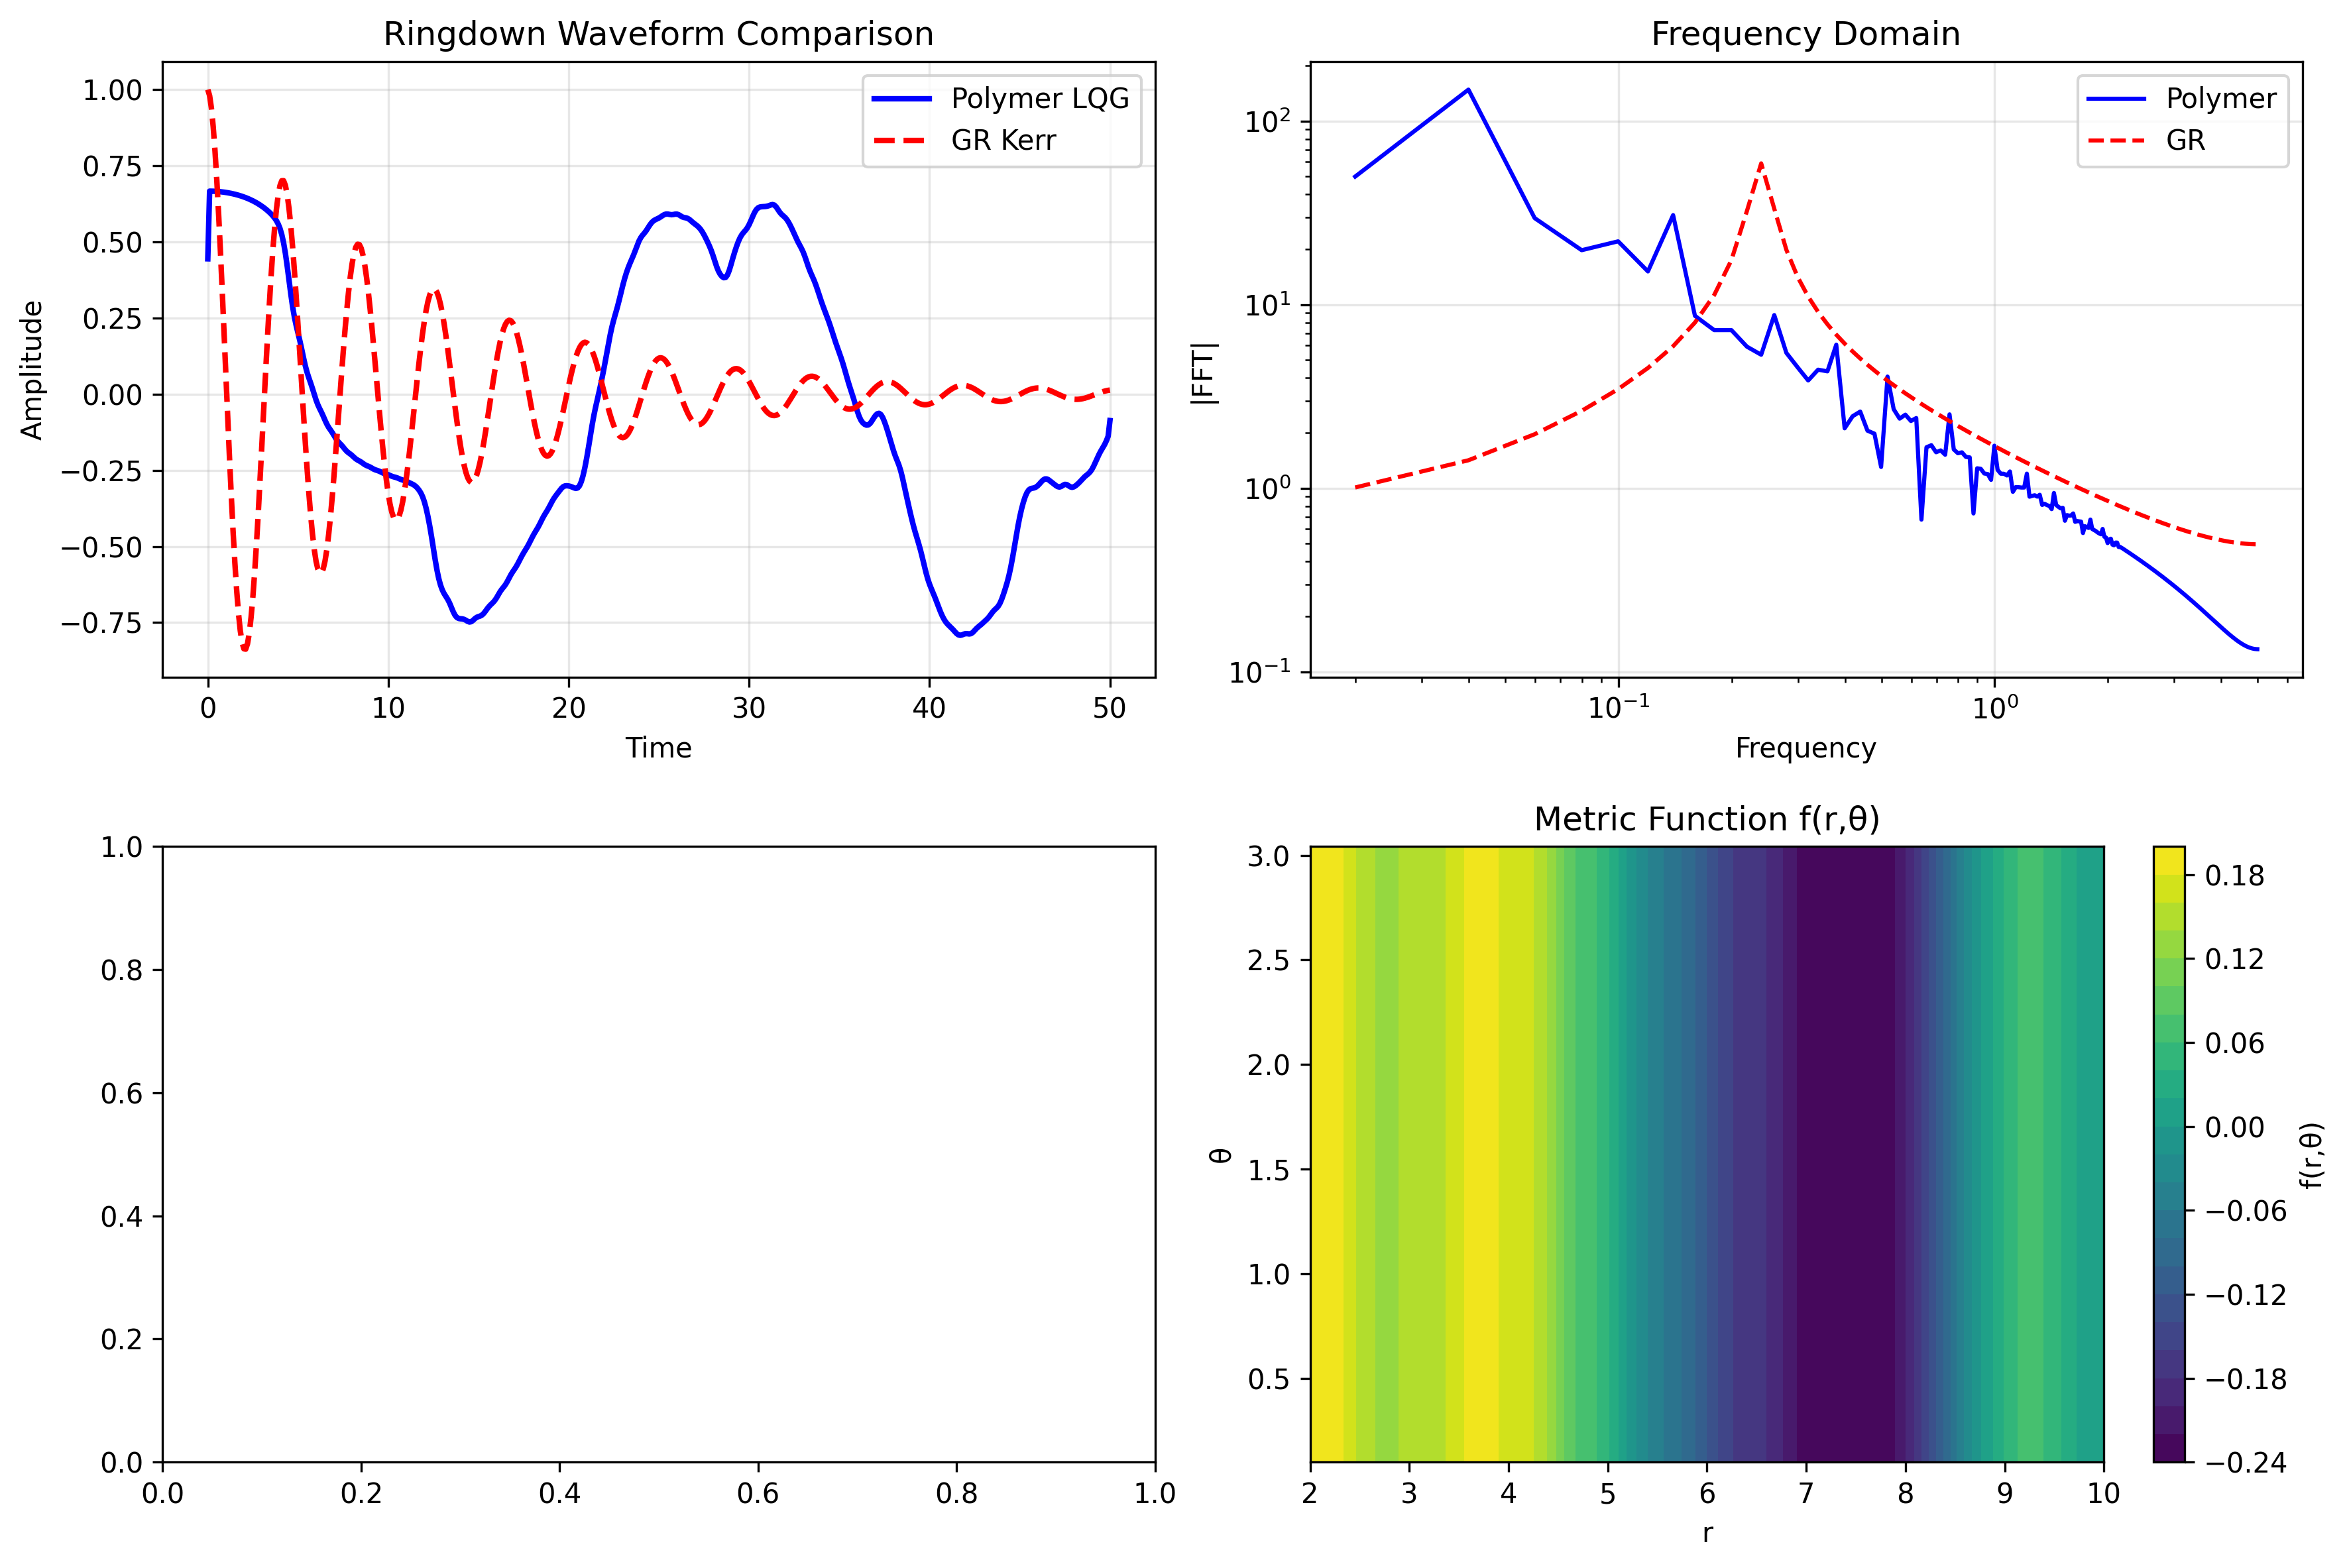 Ringdown Waveform Comparison
Polymer LQG
GR Kerr
1.00
0.75
0.50
0.25
0.00
−0.25
−0.50
−0.75
Amplitude
0 10 20 30 40 50
Time
Frequency Domain
Polymer
GR
10²
10¹
10⁰
10⁻¹
|FFT|
10⁻¹ 10⁰
Frequency
1.0
0.8
0.6
0.4
0.2
0.0
0.0 0.2 0.4 0.6 0.8 1.0
Metric Function f(r,θ)
3.0
2.5
2.0
1.5
1.0
0.5
θ
2 3 4 5 6 7 8 9 10
r
0.18
0.12
0.06
0.00
−0.06
−0.12
−0.18
−0.24
f(r,θ)